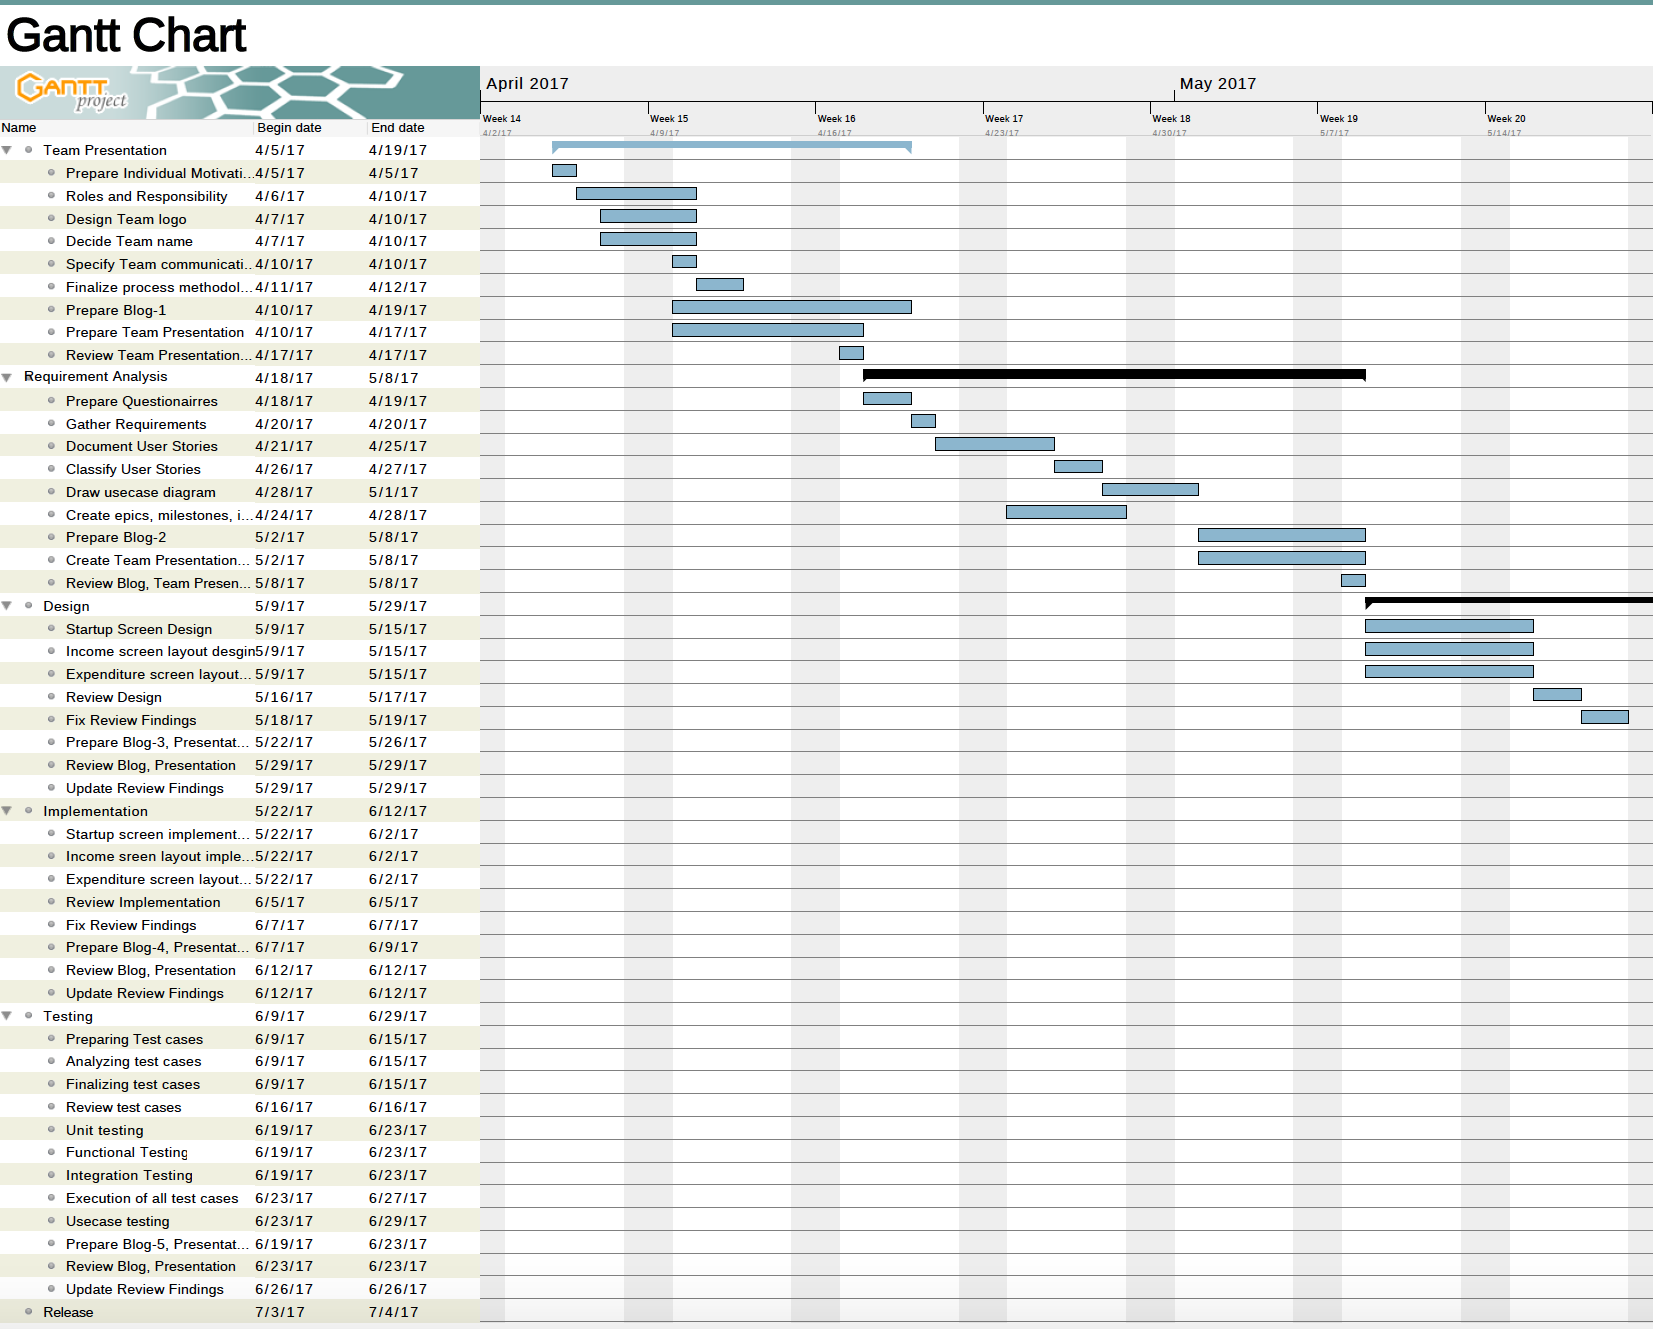 Gantt Chart
GANTT project
April 2017 May 2017
Week 14 Week 15 Week 16 Week 17 Week 18 Week 19 Week 20
4/2/17 4/9/17 4/16/17 4/23/17 4/30/17 5/7/17 5/14/17
Name Begin date End date
Team Presentation 4/5/17 4/19/17
Prepare Individual Motivati... 4/5/17 4/5/17
Roles and Responsibility 4/6/17 4/10/17
Design Team logo 4/7/17 4/10/17
Decide Team name 4/7/17 4/10/17
Specify Team communicati.. 4/10/17 4/10/17
Finalize process methodol... 4/11/17 4/12/17
Prepare Blog-1 4/10/17 4/19/17
Prepare Team Presentation 4/10/17 4/17/17
Review Team Presentation... 4/17/17 4/17/17
Requirement Analysis 4/18/17 5/8/17
Prepare Questionairres 4/18/17 4/19/17
Gather Requirements 4/20/17 4/20/17
Document User Stories 4/21/17 4/25/17
Classify User Stories 4/26/17 4/27/17
Draw usecase diagram 4/28/17 5/1/17
Create epics, milestones, i... 4/24/17 4/28/17
Prepare Blog-2 5/2/17 5/8/17
Create Team Presentation... 5/2/17 5/8/17
Review Blog, Team Presen... 5/8/17 5/8/17
Design 5/9/17 5/29/17
Startup Screen Design 5/9/17 5/15/17
Income screen layout desgin 5/9/17 5/15/17
Expenditure screen layout... 5/9/17 5/15/17
Review Design 5/16/17 5/17/17
Fix Review Findings 5/18/17 5/19/17
Prepare Blog-3, Presentat... 5/22/17 5/26/17
Review Blog, Presentation 5/29/17 5/29/17
Update Review Findings 5/29/17 5/29/17
Implementation 5/22/17 6/12/17
Startup screen implement... 5/22/17 6/2/17
Income sreen layout imple... 5/22/17 6/2/17
Expenditure screen layout... 5/22/17 6/2/17
Review Implementation 6/5/17 6/5/17
Fix Review Findings 6/7/17 6/7/17
Prepare Blog-4, Presentat... 6/7/17 6/9/17
Review Blog, Presentation 6/12/17 6/12/17
Update Review Findings 6/12/17 6/12/17
Testing 6/9/17 6/29/17
Preparing Test cases 6/9/17 6/15/17
Analyzing test cases 6/9/17 6/15/17
Finalizing test cases 6/9/17 6/15/17
Review test cases 6/16/17 6/16/17
Unit testing 6/19/17 6/23/17
Functional Testing 6/19/17 6/23/17
Integration Testing 6/19/17 6/23/17
Execution of all test cases 6/23/17 6/27/17
Usecase testing 6/23/17 6/29/17
Prepare Blog-5, Presentat... 6/19/17 6/23/17
Review Blog, Presentation 6/23/17 6/23/17
Update Review Findings 6/26/17 6/26/17
Release 7/3/17 7/4/17